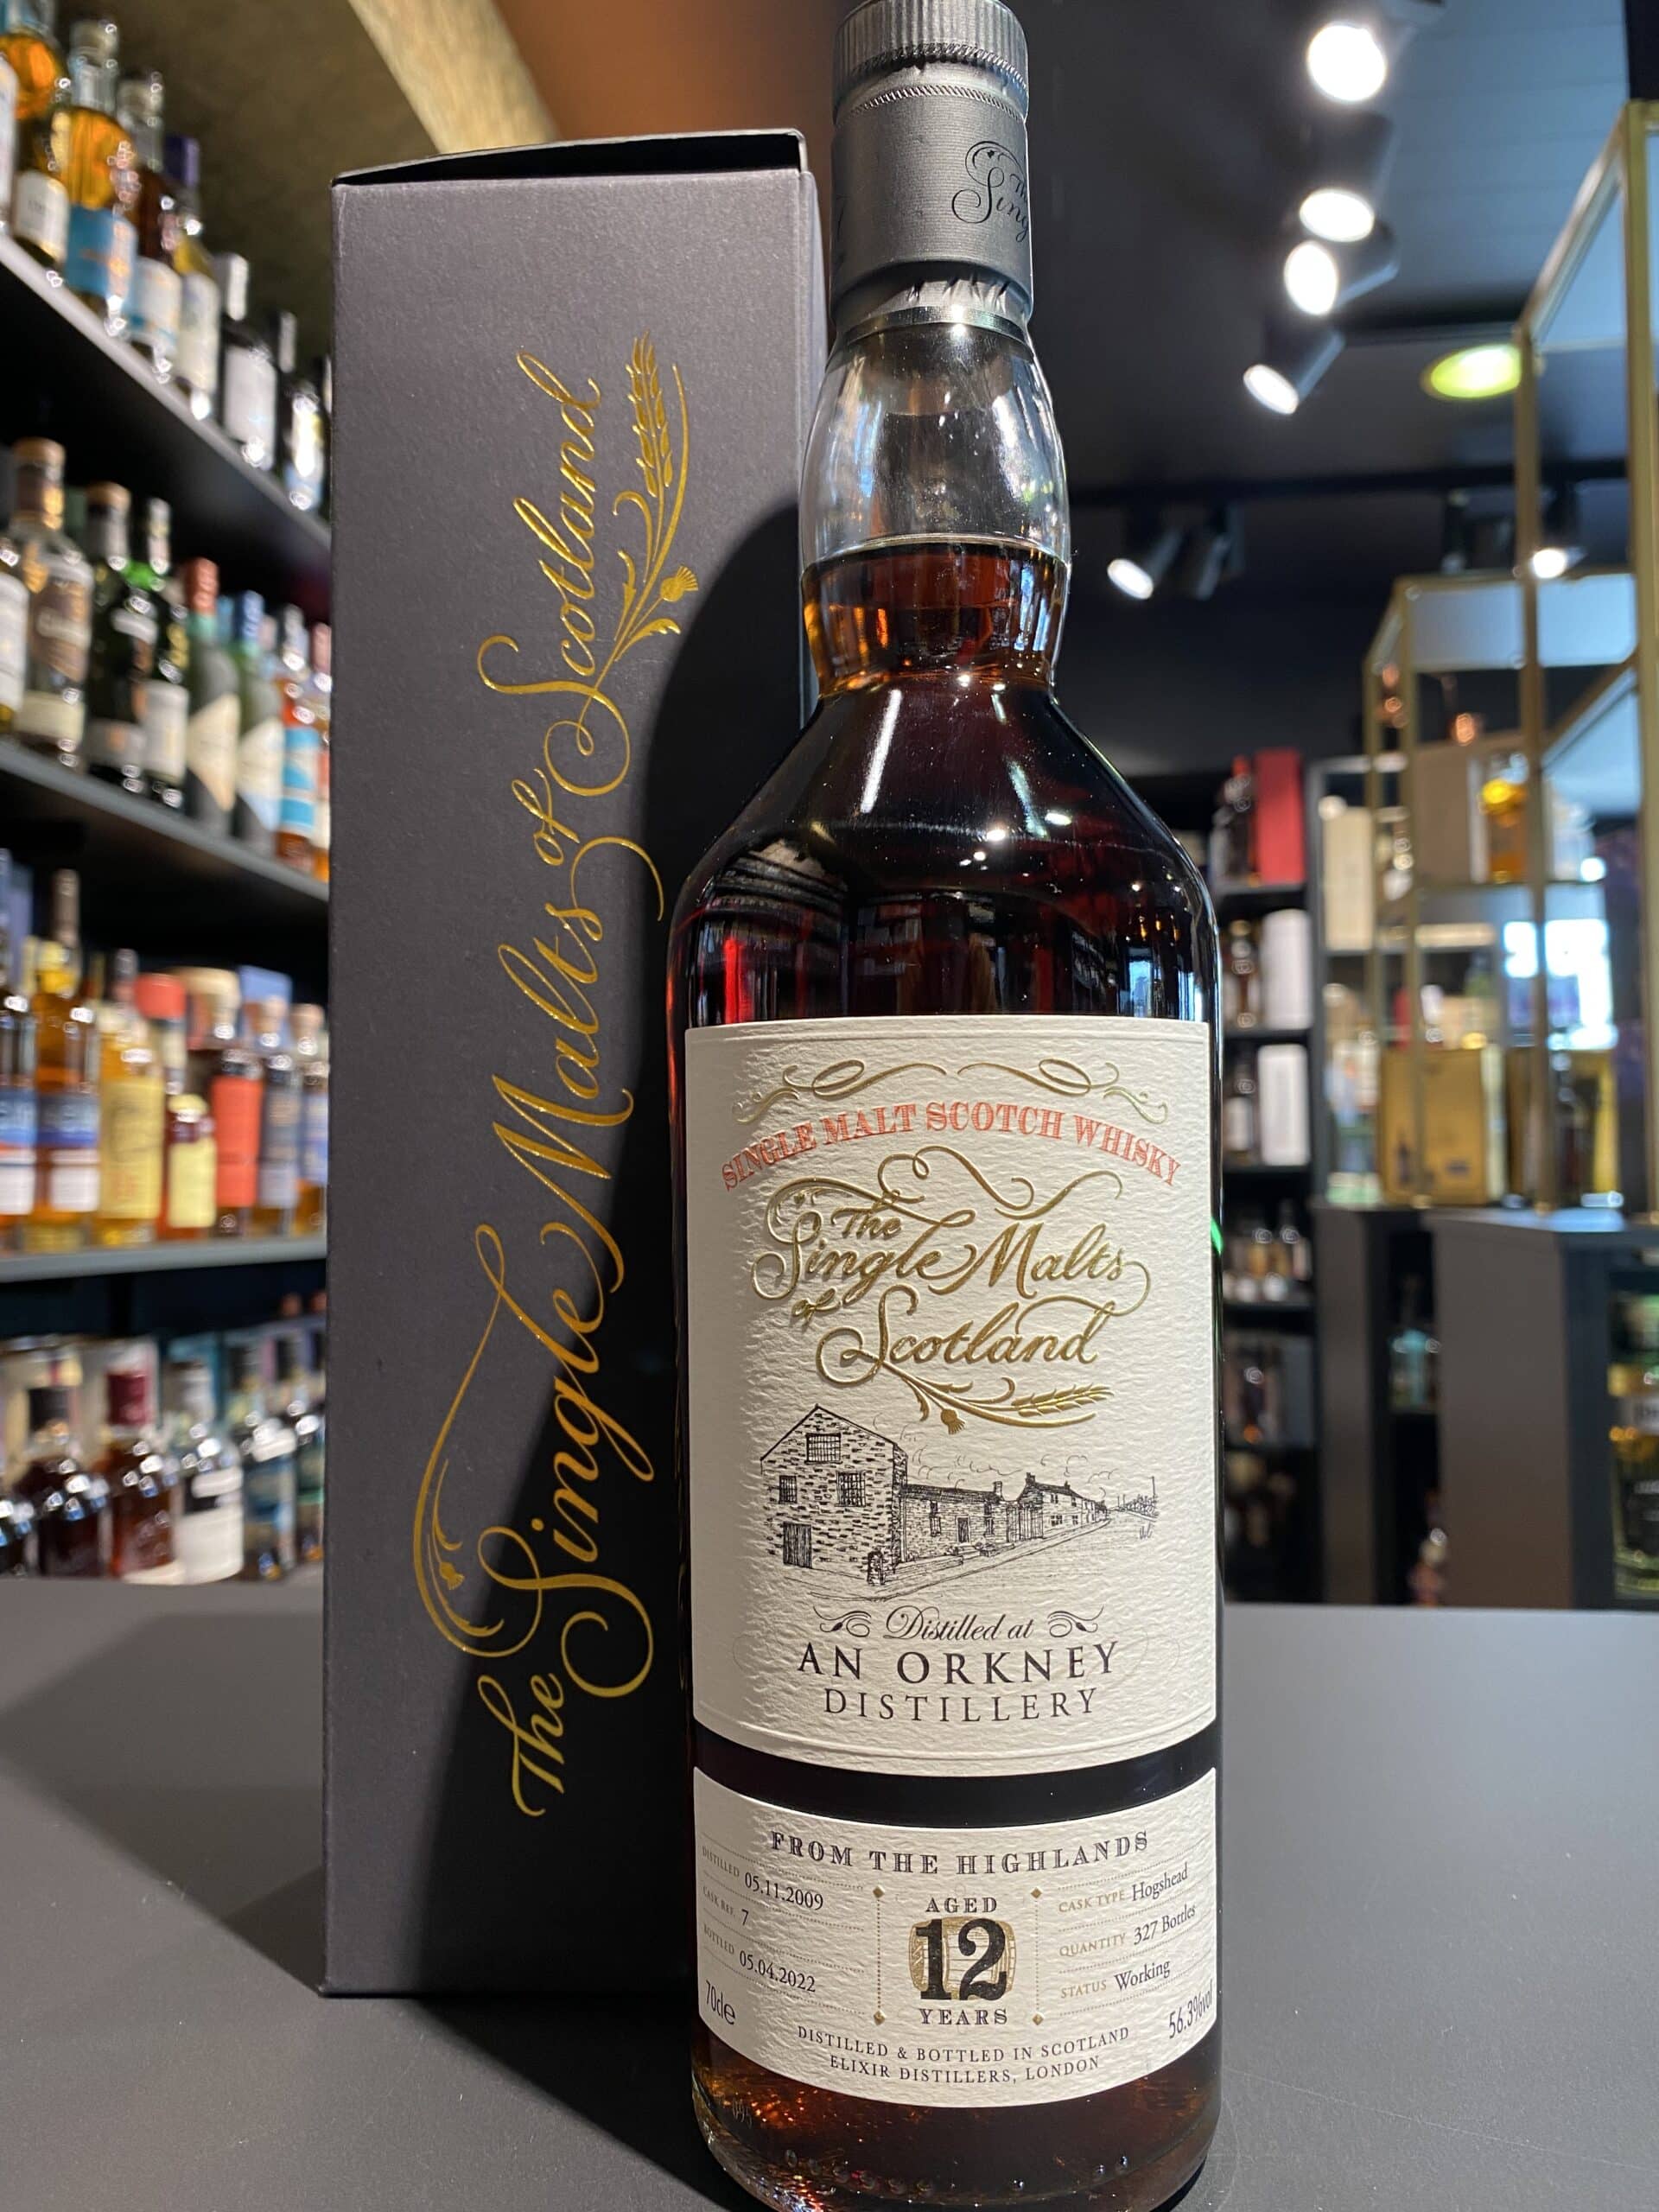 The Single Malts of Scotland
The
Sing
SINGLE MALT SCOTCH WHISKY
The
Single Malts
of
Scotland
Distilled at
AN ORKNEY
DISTILLERY
FROM THE HIGHLANDS
DISTILLED 05.11.2009
CASK REF. 7
BOTTLED 05.04.2022
70cl e
AGED
12
YEARS
CASK TYPE Hogshead
QUANTITY 327 Bottles
STATUS Working
56.3%vol
DISTILLED & BOTTLED IN SCOTLAND
ELIXIR DISTILLERS, LONDON